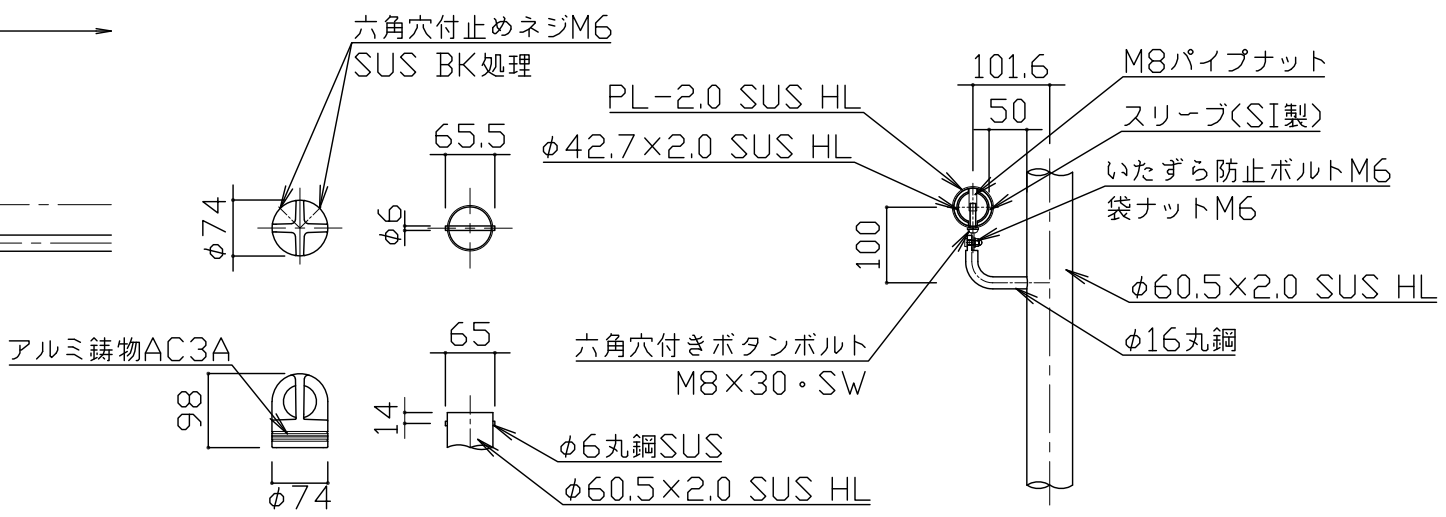 六角穴付止めネジM6
SUS BK処理
65.5
φ74
φ6
アルミ鋳物AC3A
98
φ74
65
14
φ6丸鋼SUS
φ60.5×2.0 SUS HL
101.6
50
M8パイプナット
PL-2.0 SUS HL
スリーブ(SI製)
φ42.7×2.0 SUS HL
いたずら防止ボルトM6
袋ナットM6
100
φ60.5×2.0 SUS HL
φ16丸鋼
六角穴付きボタンボルト
M8×30・SW